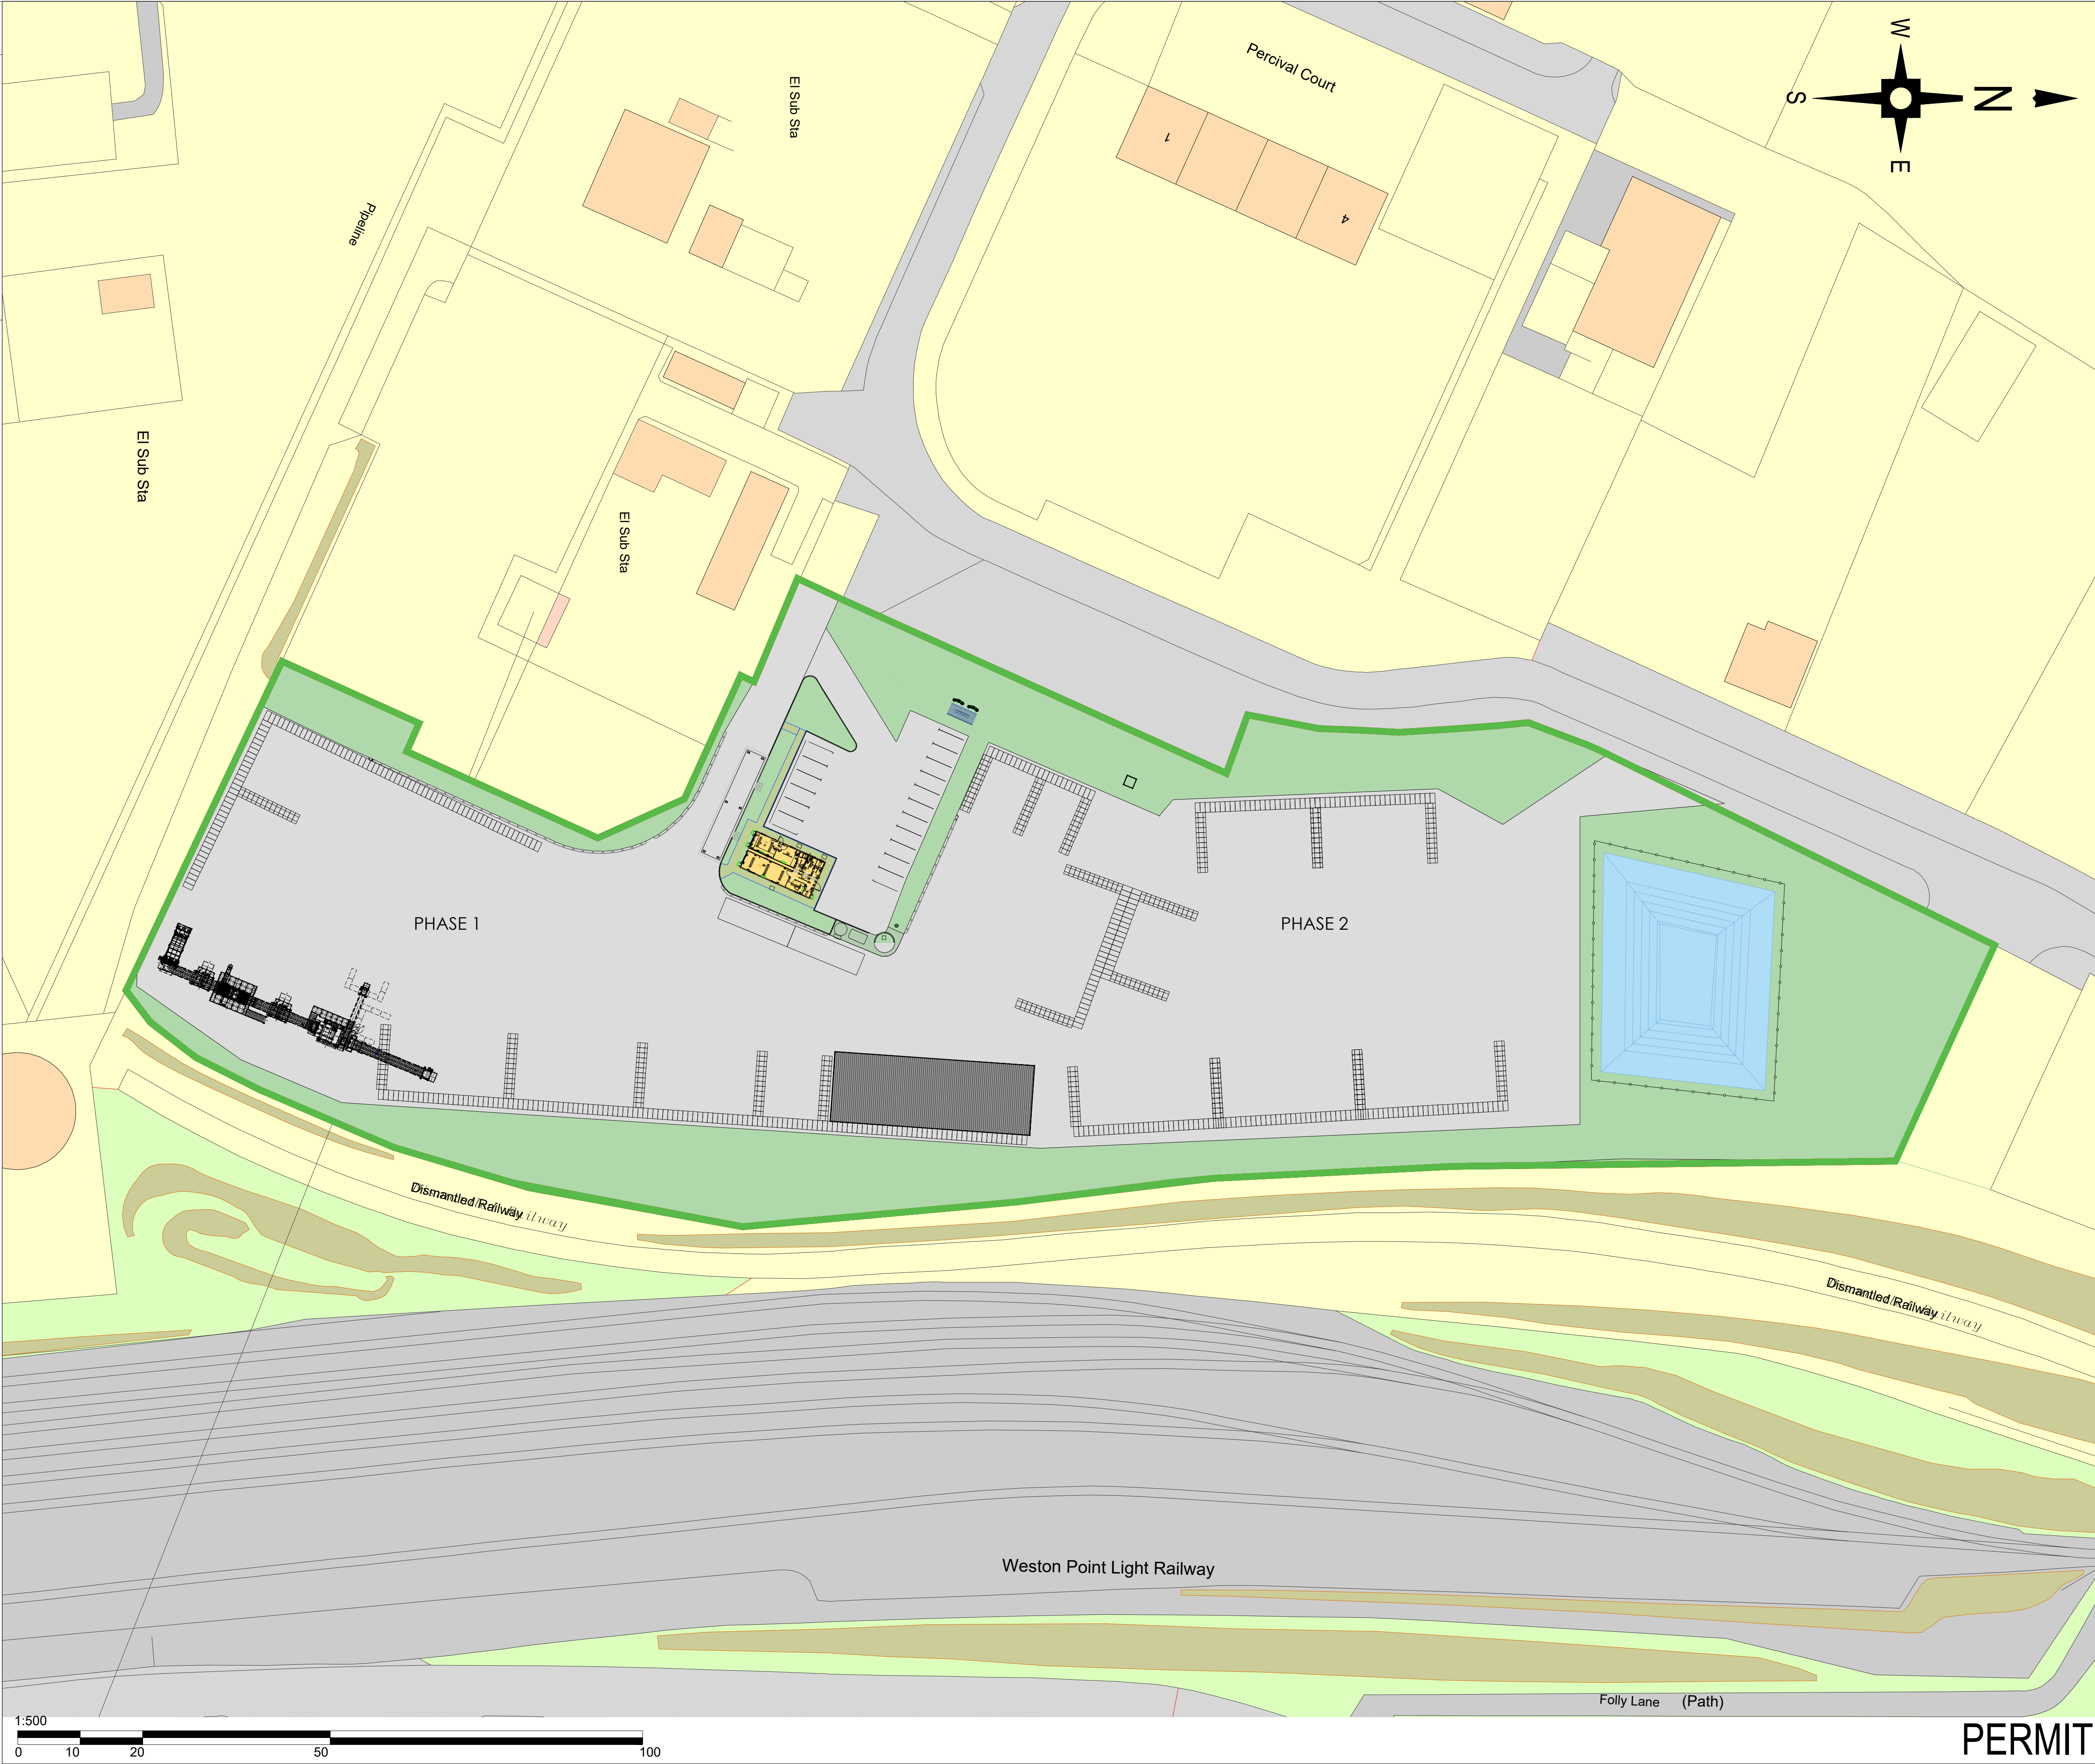 W
S
N
E
Percival Court
El Sub Sta
1
4
Pipeline
El Sub Sta
El Sub Sta
PHASE 1
PHASE 2
Dismantled Railway
Dismantled Railway
Weston Point Light Railway
Folly Lane (Path)
1:500
0 10 20 50 100
PERMIT